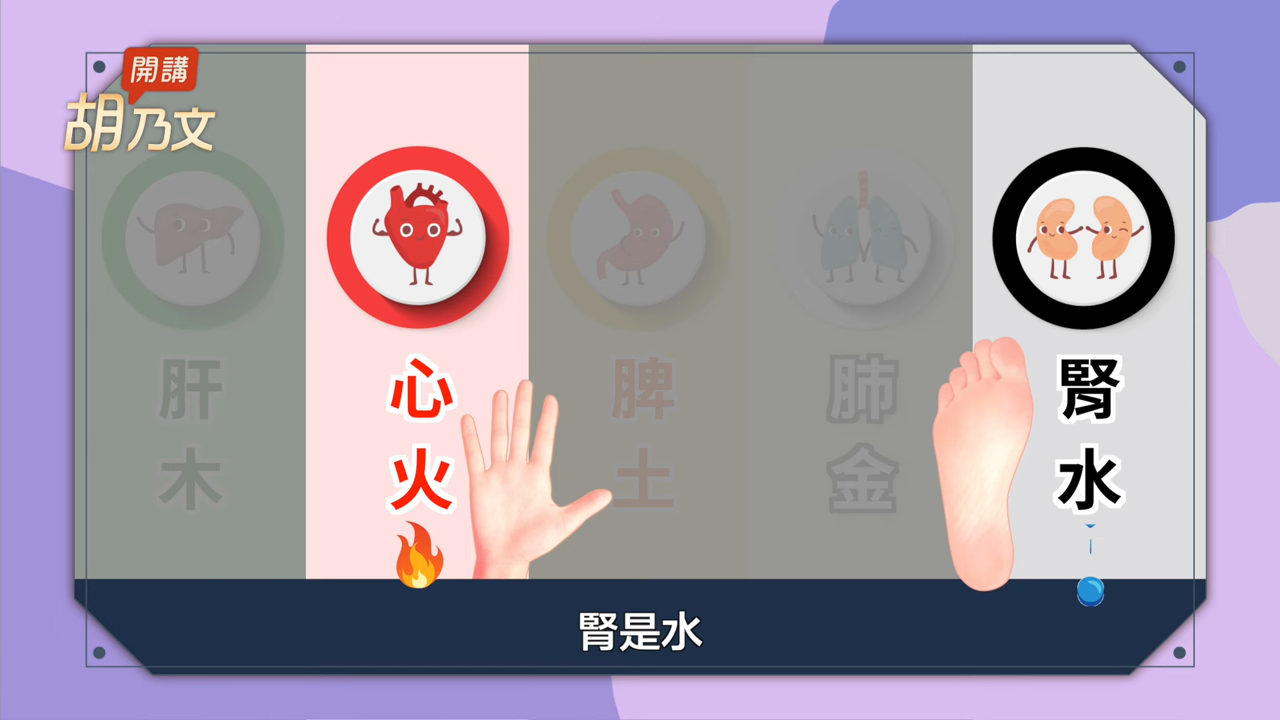 開講
胡乃文
肝
木
心
火
脾
土
肺
金
腎
水
腎是水